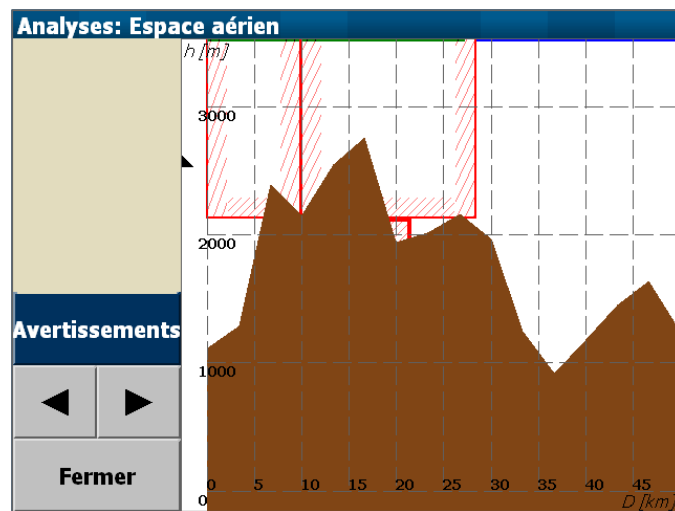 Analyses: Espace aérien
h [m]
3000
2000
1000
0
0 5 10 15 20 25 30 35 40 45
D [km]
Avertissements
Fermer